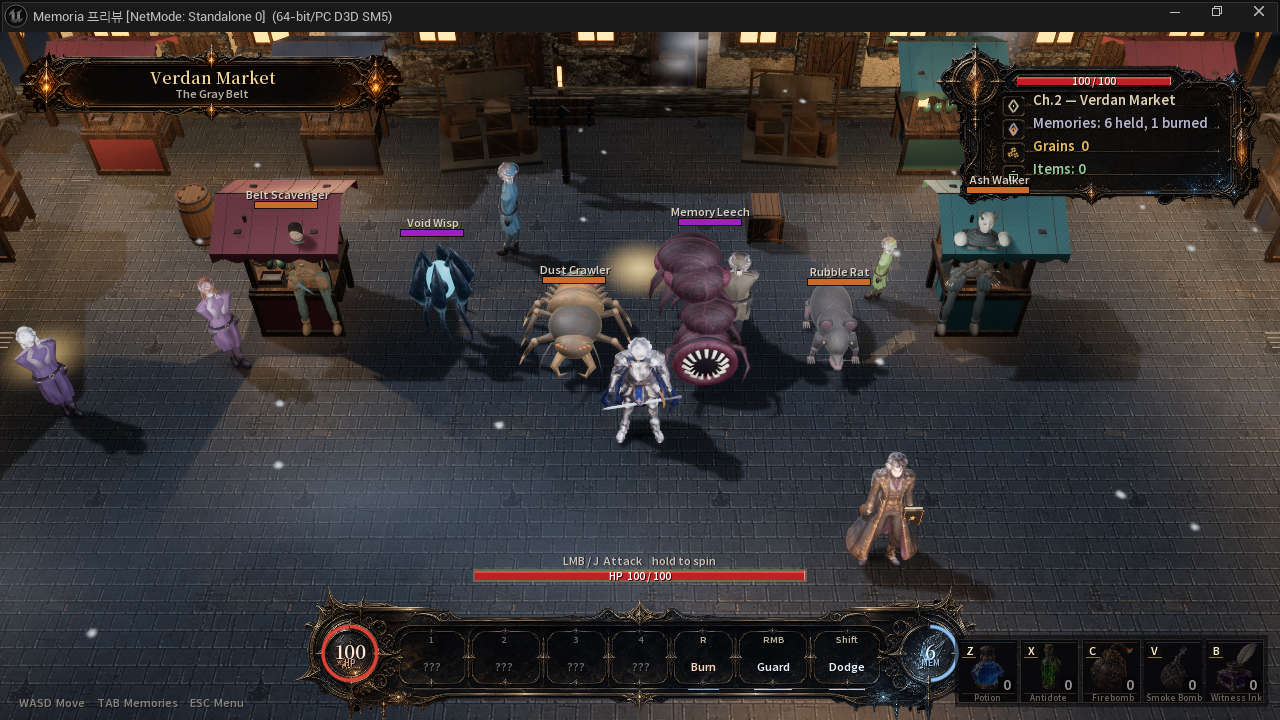 Memoria 프리뷰 [NetMode: Standalone 0] (64-bit/PC D3D SM5)
Verdan Market
The Gray Belt
100 / 100
Ch.2 — Verdan Market
Memories: 6 held, 1 burned
Grains 0
Items: 0
Ash Walker
Belt Scavenger
Void Wisp
Memory Leech
Dust Crawler
Rubble Rat
LMB / J Attack hold to spin
HP 100 / 100
100
HP
1
???
2
???
3
???
4
???
R
Burn
RMB
Guard
Shift
Dodge
6
MEM
Z
0
Potion
X
0
Antidote
C
0
Firebomb
V
0
Smoke Bomb
B
0
Witness Ink
WASD Move TAB Memories ESC Menu